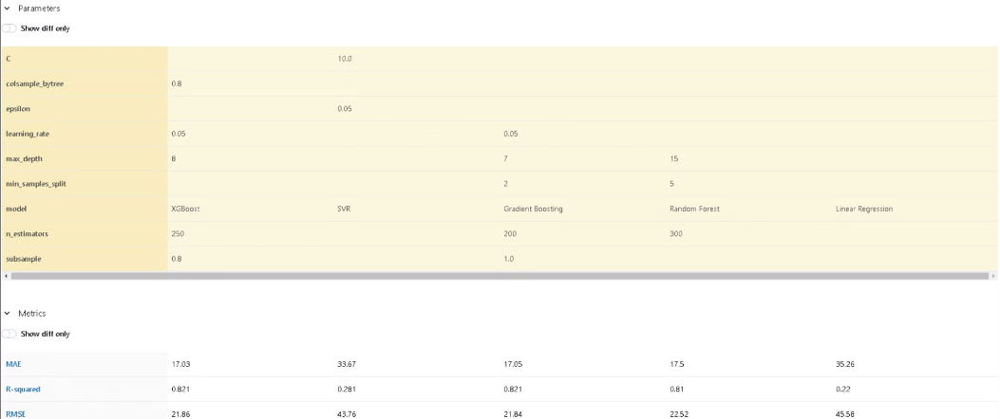 Parameters
Show diff only
C 10.0
colsample_bytree 0.8
epsilon 0.05
learning_rate 0.05 0.05
max_depth 8 7 15
min_samples_split 2 5
model XGBoost SVR Gradient Boosting Random Forest Linear Regression
n_estimators 250 200 300
subsample 0.8 1.0
Metrics
Show diff only
MAE 17.03 33.67 17.05 17.5 35.26
R-squared 0.821 0.281 0.821 0.81 0.22
RMSE 21.86 43.76 21.84 22.52 45.58